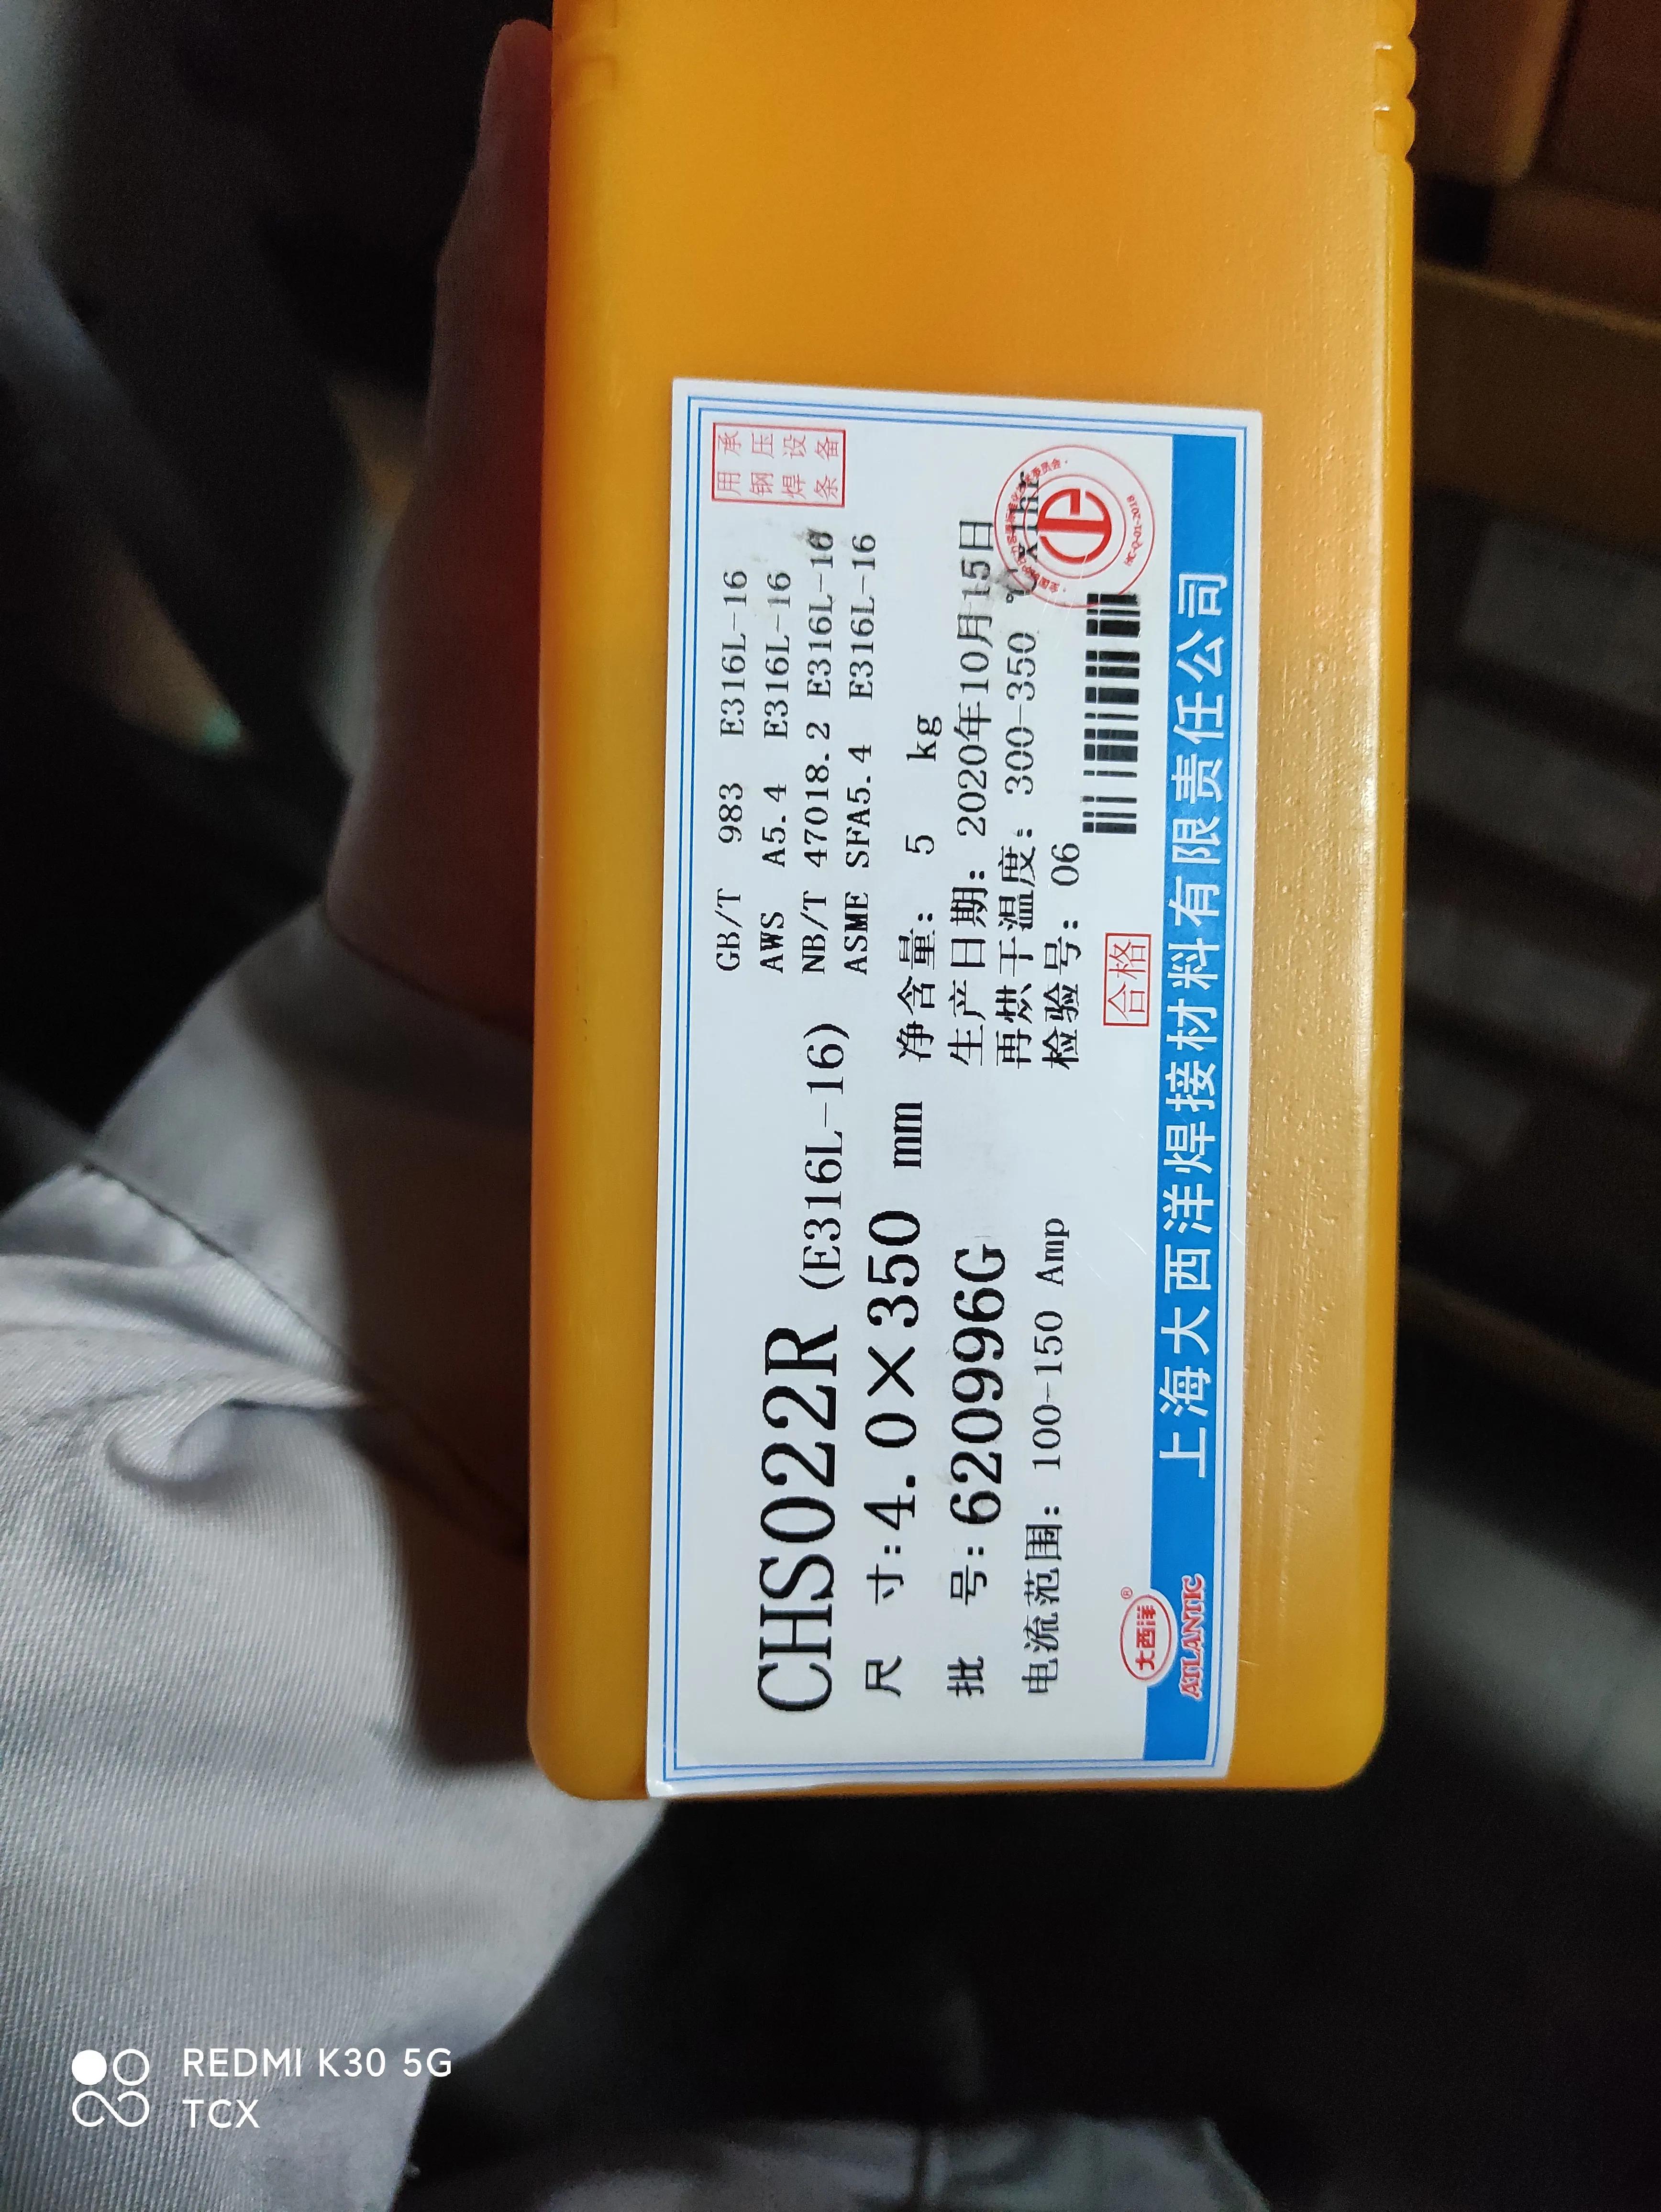 CHS022R (E316L-16)
尺 寸:4.0×350 mm
批 号:620996G
电流范围: 100-150 Amp
GB/T 983 E316L-16
AWS A5.4 E316L-16
NB/T 47018.2 E316L-16
ASME SFA5.4 E316L-16
承压设备
用钢焊条
净含量: 5 kg
生产日期: 2020年10月15日
再烘干温度: 300-350 ℃x1hr
检验号: 06
合格
大西洋®
ATLANTIC
上海大西洋焊接材料有限责任公司
REDMI K30 5G
TCX